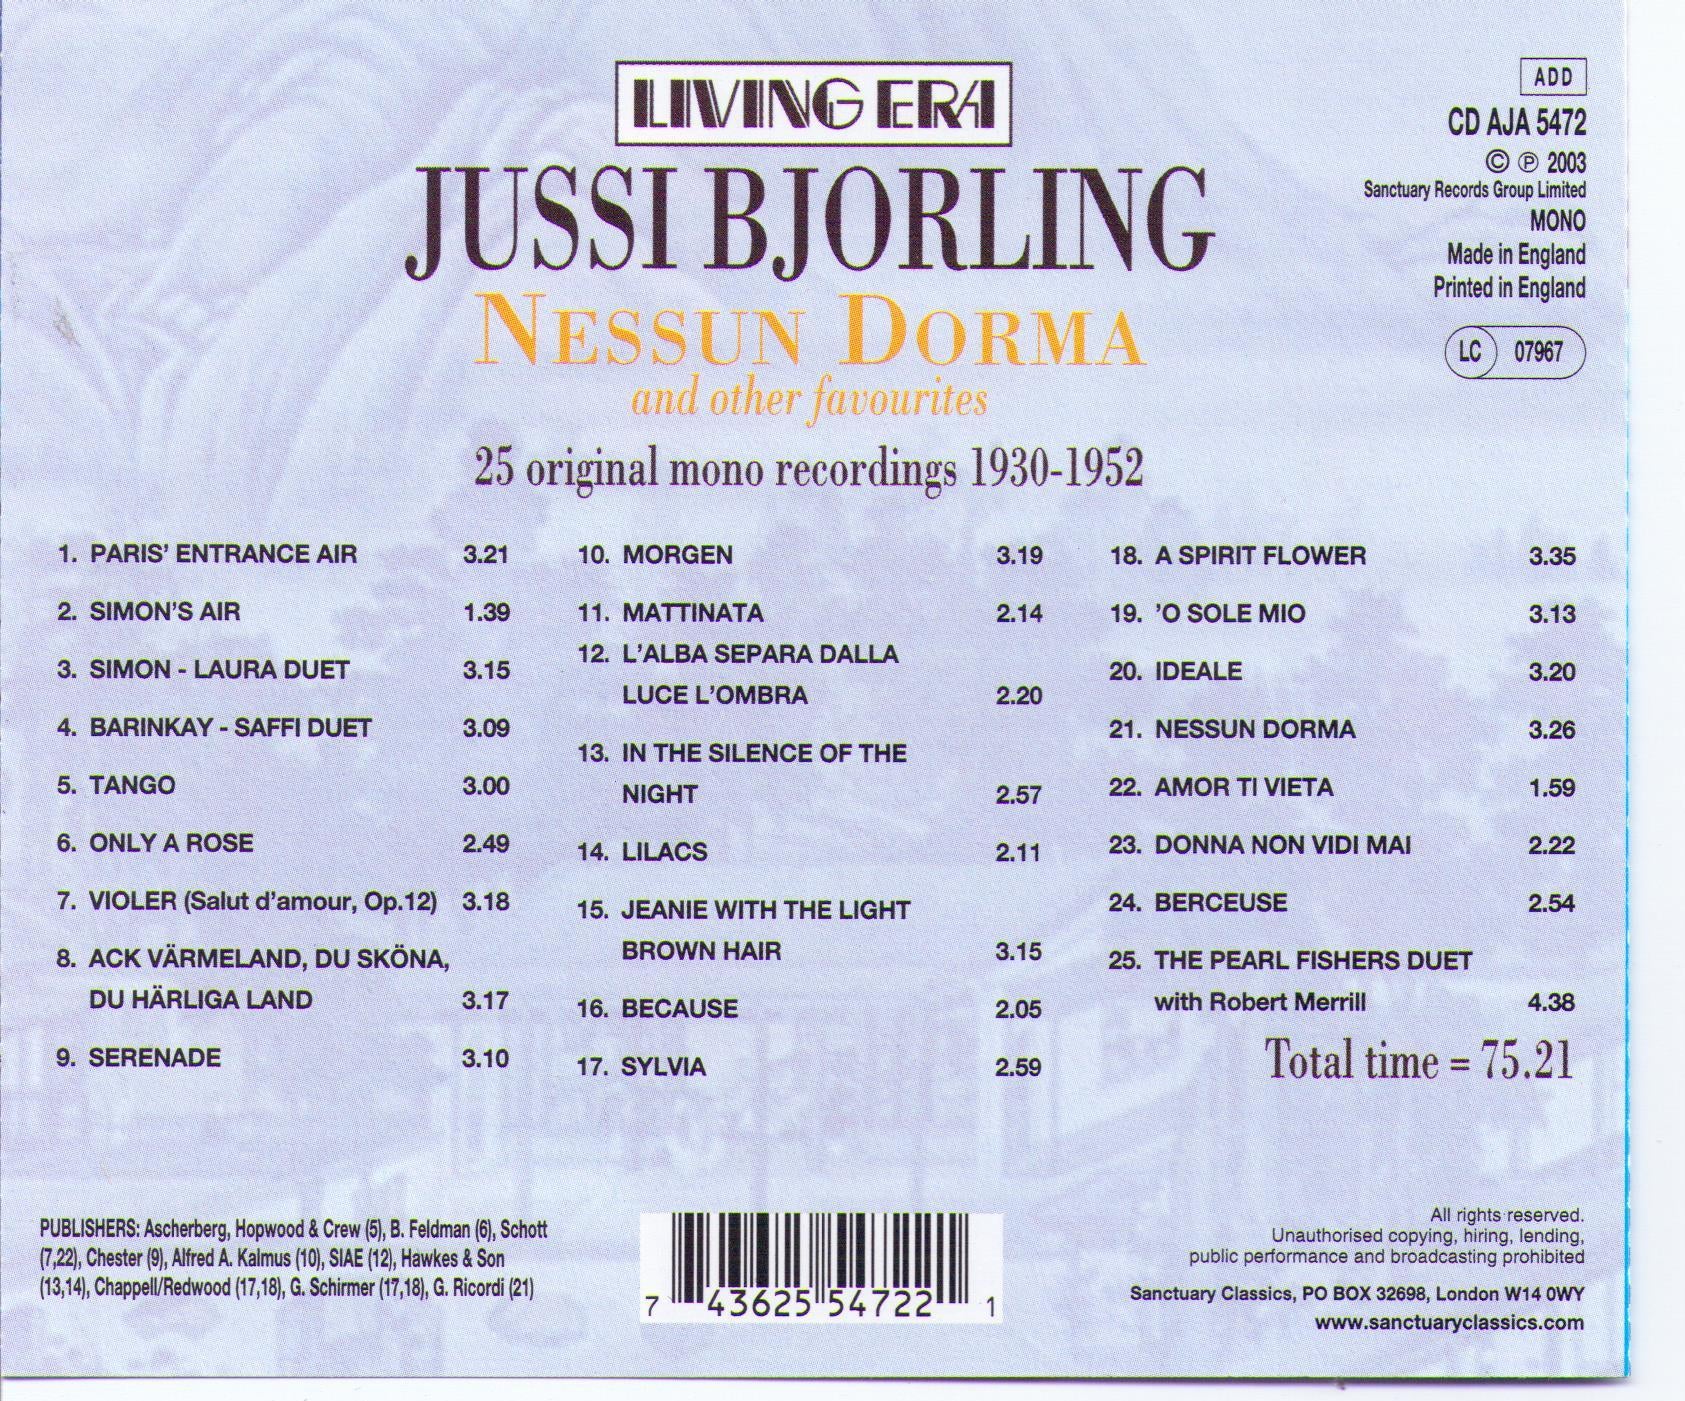 LIVING ERA
JUSSI BJORLING
NESSUN DORMA
and other favourites
25 original mono recordings 1930-1952
ADD
CD AJA 5472
© ℗ 2003
Sanctuary Records Group Limited
MONO
Made in England
Printed in England
LC 07967
1. PARIS' ENTRANCE AIR 3.21
2. SIMON'S AIR 1.39
3. SIMON - LAURA DUET 3.15
4. BARINKAY - SAFFI DUET 3.09
5. TANGO 3.00
6. ONLY A ROSE 2.49
7. VIOLER (Salut d'amour, Op.12) 3.18
8. ACK VÄRMELAND, DU SKÖNA,
DU HÄRLIGA LAND 3.17
9. SERENADE 3.10
10. MORGEN 3.19
11. MATTINATA 2.14
12. L'ALBA SEPARA DALLA
LUCE L'OMBRA 2.20
13. IN THE SILENCE OF THE
NIGHT 2.57
14. LILACS 2.11
15. JEANIE WITH THE LIGHT
BROWN HAIR 3.15
16. BECAUSE 2.05
17. SYLVIA 2.59
18. A SPIRIT FLOWER 3.35
19. 'O SOLE MIO 3.13
20. IDEALE 3.20
21. NESSUN DORMA 3.26
22. AMOR TI VIETA 1.59
23. DONNA NON VIDI MAI 2.22
24. BERCEUSE 2.54
25. THE PEARL FISHERS DUET
with Robert Merrill 4.38
Total time = 75.21
PUBLISHERS: Ascherberg, Hopwood & Crew (5), B. Feldman (6), Schott
(7,22), Chester (9), Alfred A. Kalmus (10), SIAE (12), Hawkes & Son
(13,14), Chappell/Redwood (17,18), G. Schirmer (17,18), G. Ricordi (21)
7 43625 54722 1
All rights reserved.
Unauthorised copying, hiring, lending,
public performance and broadcasting prohibited
Sanctuary Classics, PO BOX 32698, London W14 0WY
www.sanctuaryclassics.com